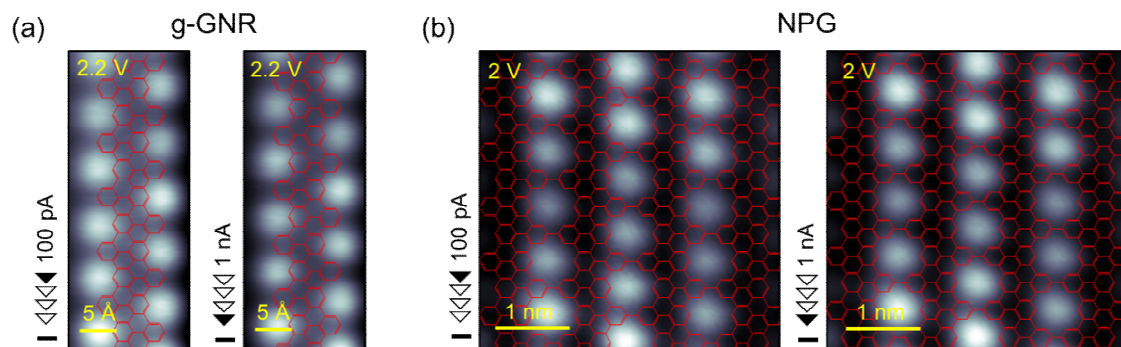 (a)
g-GNR
2.2 V
5 Å
100 pA
I
2.2 V
5 Å
1 nA
I
(b)
NPG
2 V
1 nm
100 pA
I
2 V
1 nm
1 nA
I